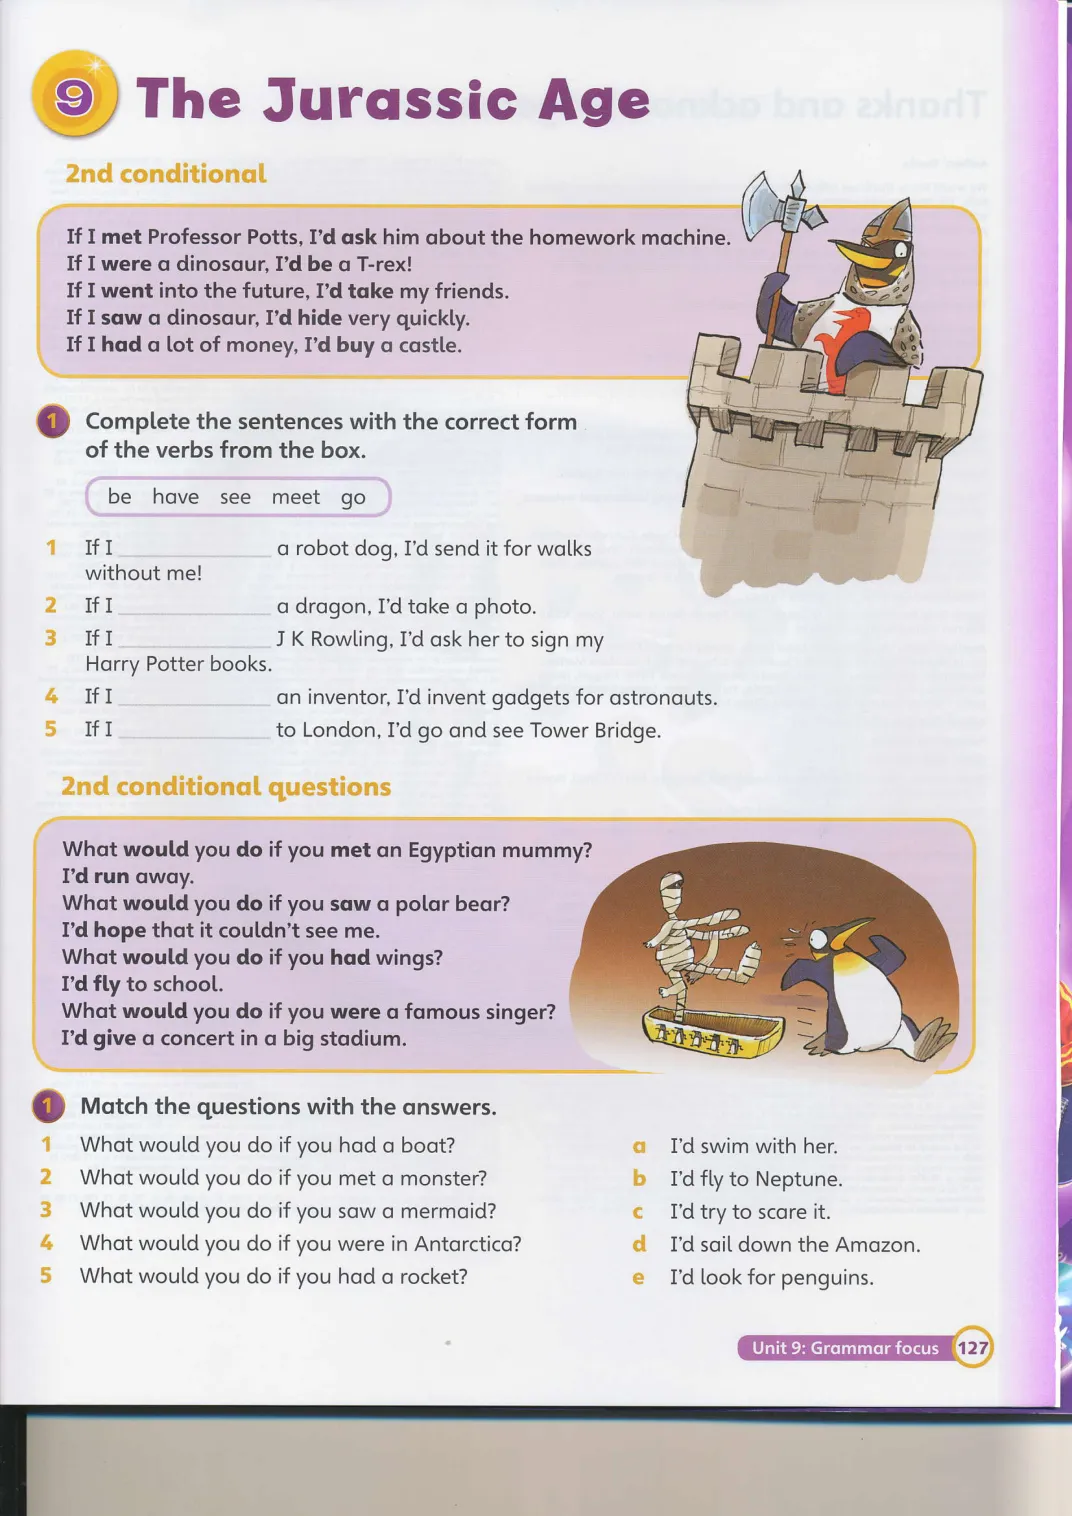 9 The Jurassic Age
2nd conditional
If I met Professor Potts, I'd ask him about the homework machine.
If I were a dinosaur, I'd be a T-rex!
If I went into the future, I'd take my friends.
If I saw a dinosaur, I'd hide very quickly.
If I had a lot of money, I'd buy a castle.
1 Complete the sentences with the correct form
of the verbs from the box.
be have see meet go
1 If I ______ a robot dog, I'd send it for walks
without me!
2 If I ______ a dragon, I'd take a photo.
3 If I ______ J K Rowling, I'd ask her to sign my
Harry Potter books.
4 If I ______ an inventor, I'd invent gadgets for astronauts.
5 If I ______ to London, I'd go and see Tower Bridge.
2nd conditional questions
What would you do if you met an Egyptian mummy?
I'd run away.
What would you do if you saw a polar bear?
I'd hope that it couldn't see me.
What would you do if you had wings?
I'd fly to school.
What would you do if you were a famous singer?
I'd give a concert in a big stadium.
1 Match the questions with the answers.
1 What would you do if you had a boat?
2 What would you do if you met a monster?
3 What would you do if you saw a mermaid?
4 What would you do if you were in Antarctica?
5 What would you do if you had a rocket?
a I'd swim with her.
b I'd fly to Neptune.
c I'd try to scare it.
d I'd sail down the Amazon.
e I'd look for penguins.
Unit 9: Grammar focus 127